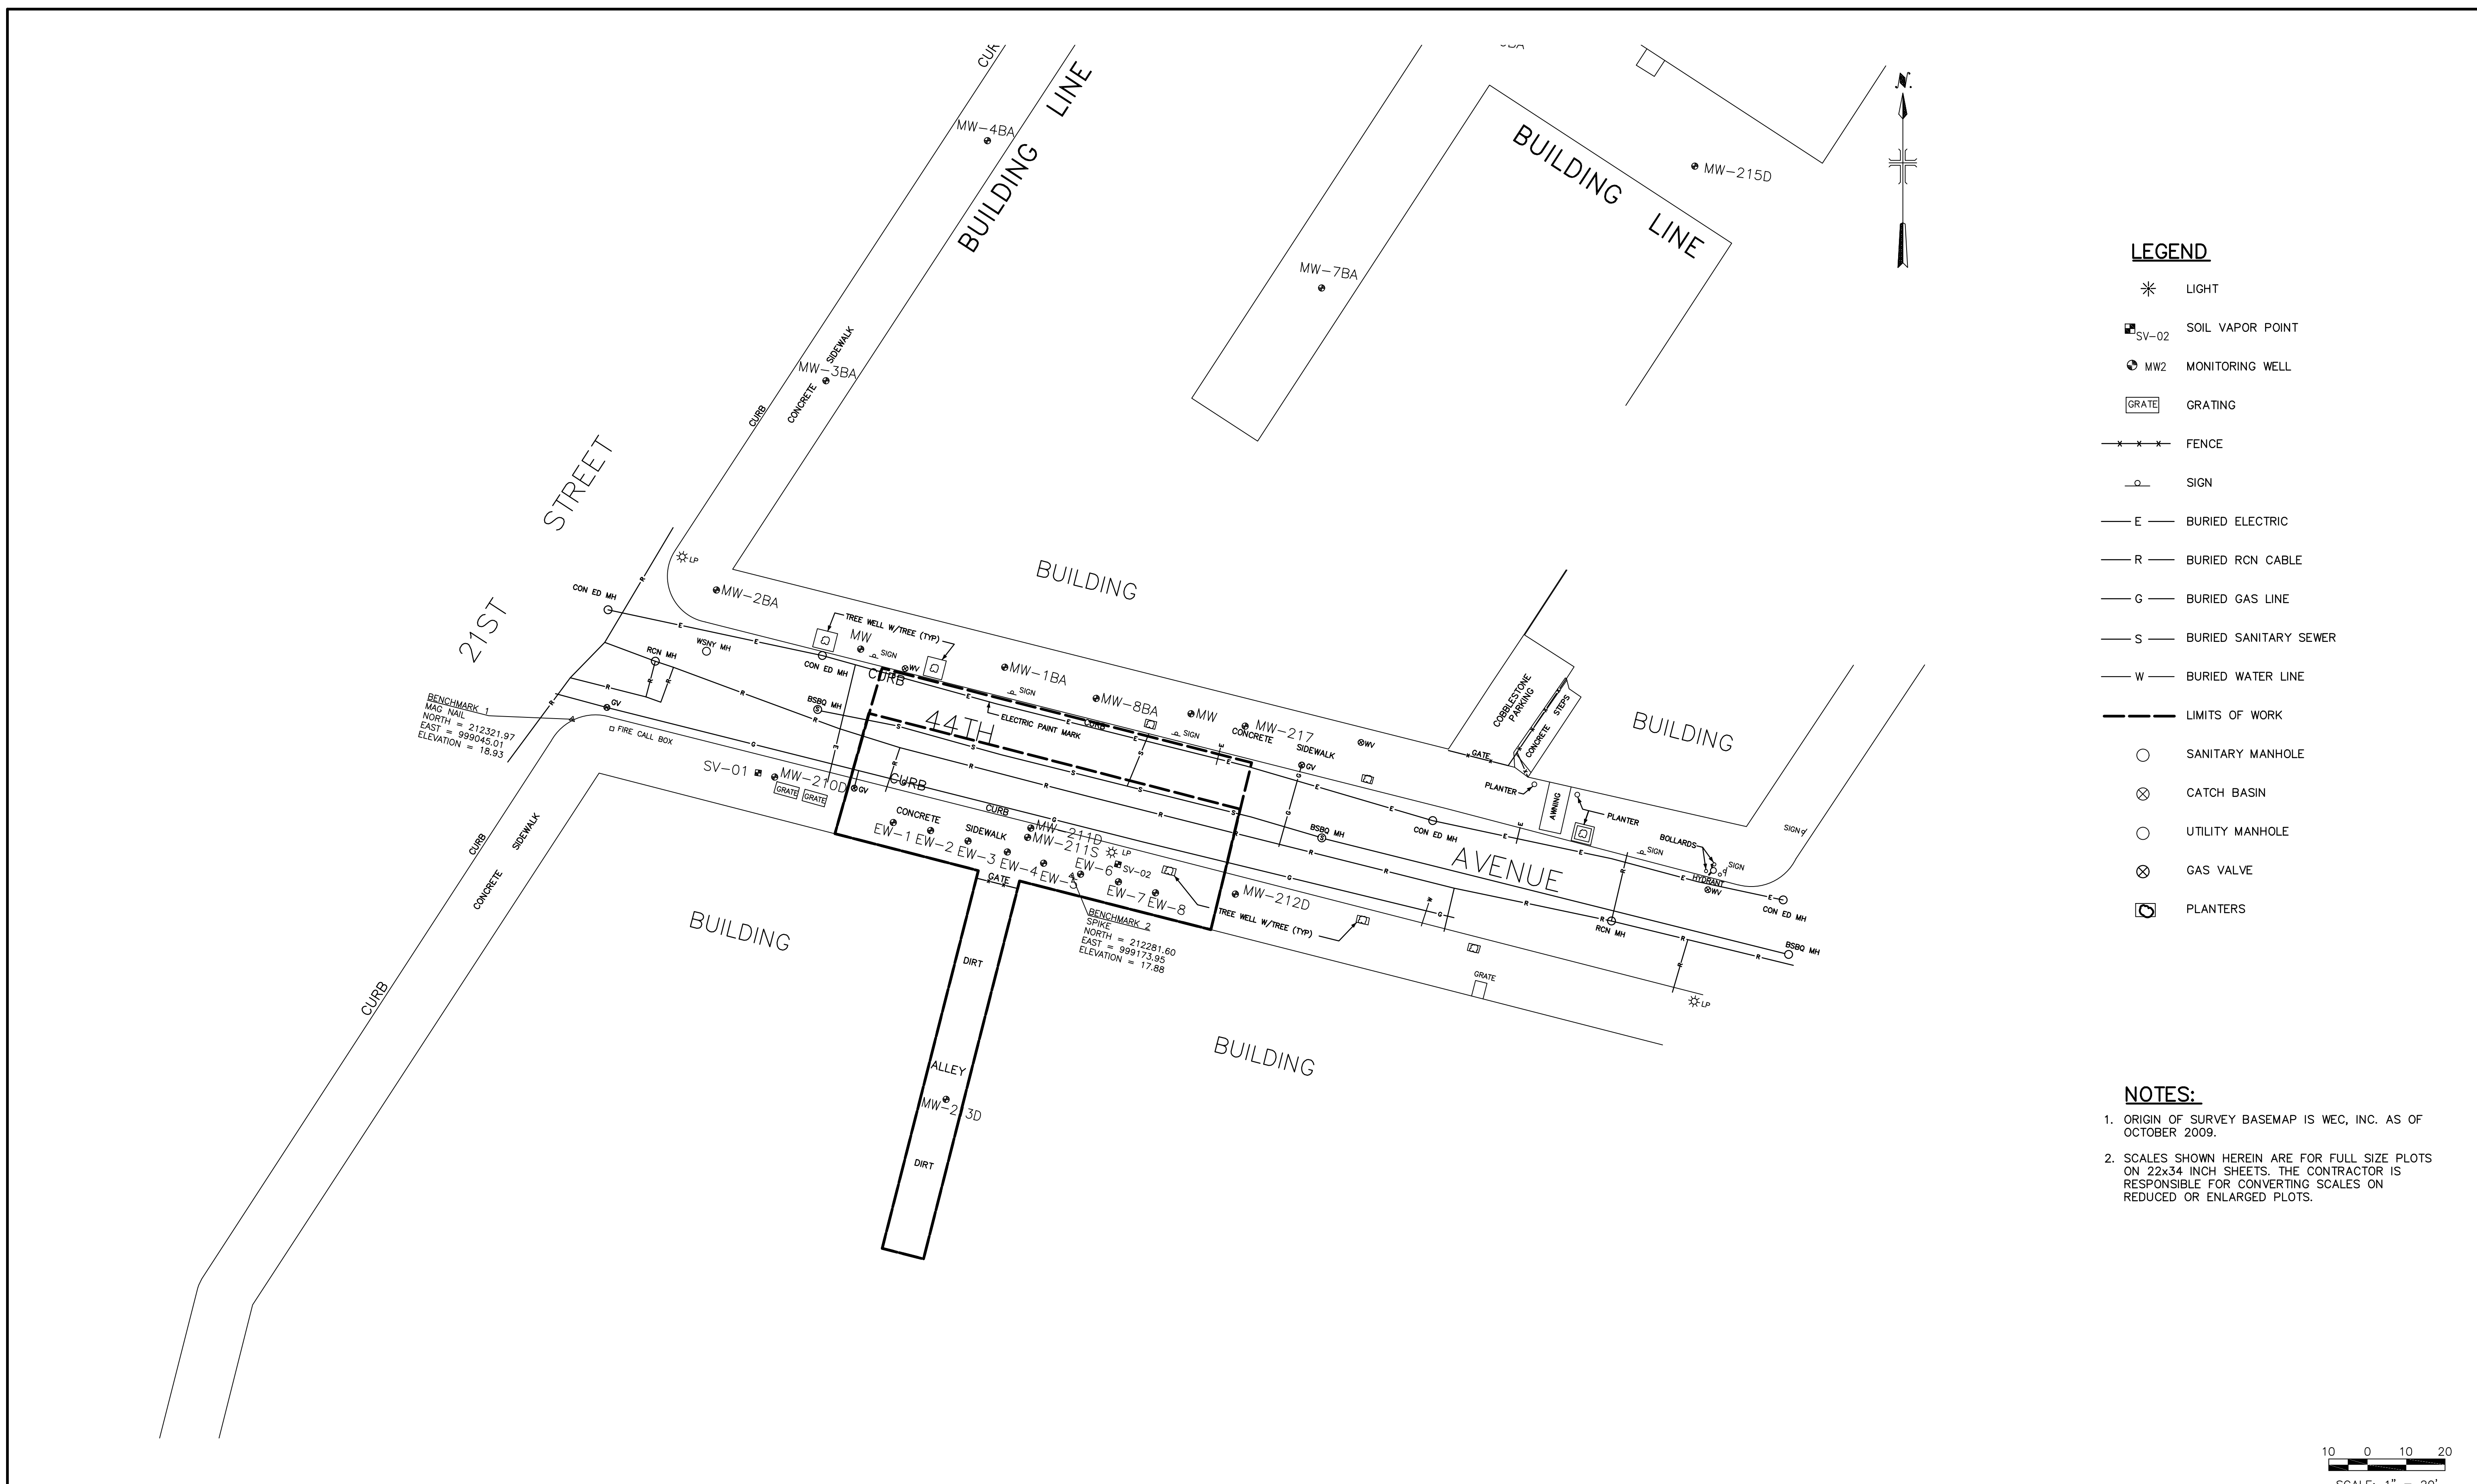 CURB
BUILDING LINE
MW-4BA
N.
BUILDING LINE
MW-215D
MW-7BA
MW-3BA
CONCRETE SIDEWALK
CURB
STREET
21ST
LP
CON ED MH
MW-2BA
BUILDING
TREE WELL W/TREE (TYP)
MW
SIGN
WSNY MH
RCN MH
CON ED MH
WV
CURB
MW-1BA
SIGN
MW-8BA
MW
MW-217
BSBQ MH
44TH
ELECTRIC PAINT MARK
CURB
SIGN
CONCRETE SIDEWALK
WV
GV
COBBLESTONE
PARKING
CONCRETE STEPS
GATE
BUILDING
BENCHMARK 1
MAG NAIL
NORTH = 212321.97
EAST = 999045.01
ELEVATION = 18.93
GV
FIRE CALL BOX
SV-01
MW-210D
GRATE
GRATE
GV
CURB
CURB
CONCRETE SIDEWALK
EW-1
EW-2
EW-3
EW-4
EW-5
EW-6
EW-7
EW-8
MW-211D
MW-211S
LP
SV-02
GATE
BSBQ MH
CON ED MH
PLANTER
AWNING
PLANTER
BOLLARDS
SIGN
SIGN
SIGN
HYDRANT
WV
CON ED MH
AVENUE
MW-212D
TREE WELL W/TREE (TYP)
RCN MH
BSBQ MH
GRATE
LP
BENCHMARK 2
SPIKE
NORTH = 212281.60
EAST = 999173.95
ELEVATION = 17.88
CURB
CONCRETE SIDEWALK
BUILDING
DIRT
ALLEY
MW-213D
DIRT
BUILDING
CURB
LEGEND
LIGHT
SV-02 SOIL VAPOR POINT
MW2 MONITORING WELL
GRATE GRATING
x x x FENCE
SIGN
E BURIED ELECTRIC
R BURIED RCN CABLE
G BURIED GAS LINE
S BURIED SANITARY SEWER
W BURIED WATER LINE
LIMITS OF WORK
SANITARY MANHOLE
CATCH BASIN
UTILITY MANHOLE
GAS VALVE
PLANTERS
NOTES:
1. ORIGIN OF SURVEY BASEMAP IS WEC, INC. AS OF
OCTOBER 2009.
2. SCALES SHOWN HEREIN ARE FOR FULL SIZE PLOTS
ON 22x34 INCH SHEETS. THE CONTRACTOR IS
RESPONSIBLE FOR CONVERTING SCALES ON
REDUCED OR ENLARGED PLOTS.
10 0 10 20
SCALE: 1" = 20'